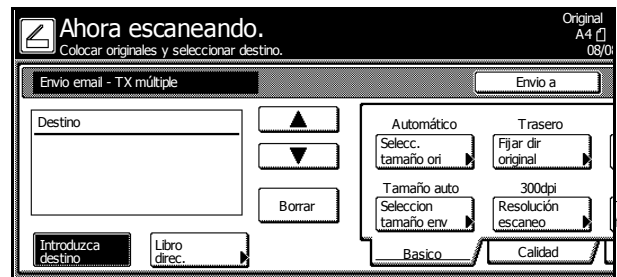 Ahora escaneando.
Colocar originales y seleccionar destino.
Original
A4
08/0
Envio email - TX múltiple
Envio a
Destino
Borrar
Introduzca
destino
Libro
direc.
Automático
Selecc.
tamaño ori
Trasero
Fijar dir
original
Tamaño auto
Seleccion
tamaño env
300dpi
Resolución
escaneo
Basico
Calidad